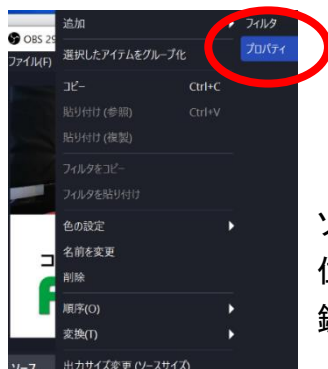 OBS 29
ファイル(F)
追加
フィルタ
プロパティ
選択したアイテムをグループ化
コピー Ctrl+C
貼り付け (参照) Ctrl+V
貼り付け (複製)
フィルタをコピー
フィルタを貼り付け
色の設定
名前を変更
削除
順序(O)
変換(T)
出力サイズ変更 (ソースサイズ)
ソース
コ